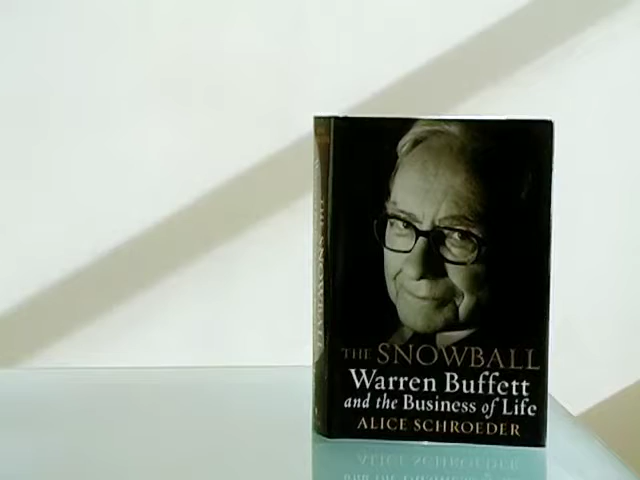 THE SNOWBALL
Warren Buffett
and the Business of Life
ALICE SCHROEDER